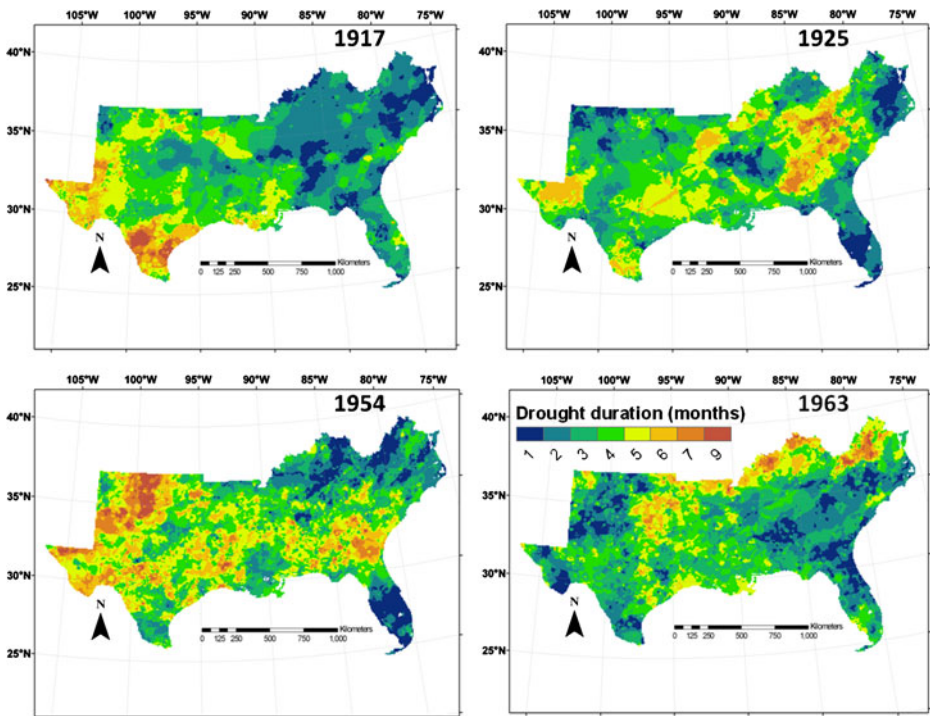 105°W 100°W 95°W 90°W 85°W 80°W 75°W
1917
40°N
35°N
30°N
25°N
N
Kilometers
0 125 250 500 750 1,000
105°W 100°W 95°W 90°W 85°W 80°W 75°W
1925
40°N
35°N
30°N
25°N
N
Kilometers
0 125 250 500 750 1,000
105°W 100°W 95°W 90°W 85°W 80°W 75°W
1954
40°N
35°N
30°N
25°N
N
Kilometers
0 125 250 500 750 1,000
105°W 100°W 95°W 90°W 85°W 80°W 75°W
1963
40°N
Drought duration (months)
1 2 3 4 5 6 7 9
35°N
30°N
25°N
N
Kilometers
0 125 250 500 750 1,000